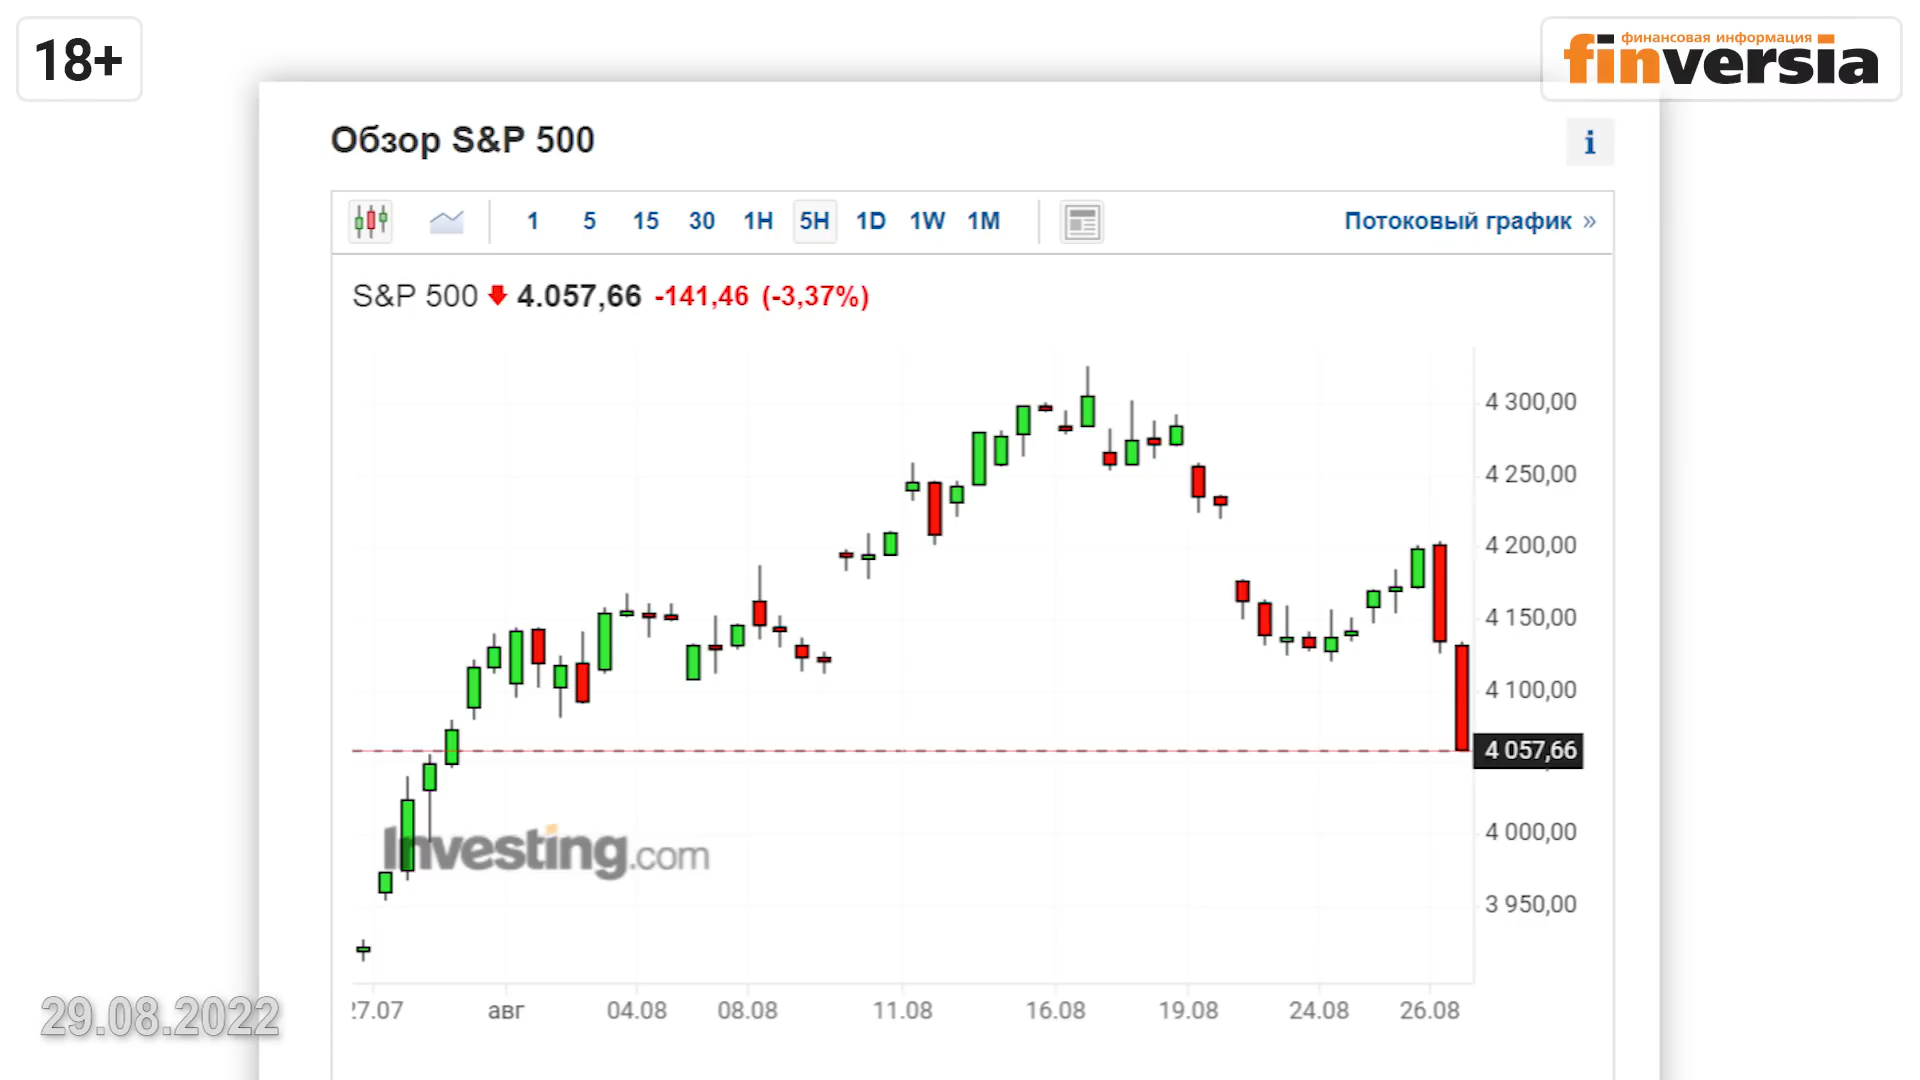 18+
финансовая информация
finversia
Обзор S&P 500
i
1 5 15 30 1H 5H 1D 1W 1M
Потоковый график »
S&P 500 4.057,66 -141,46 (-3,37%)
4 300,00
4 250,00
4 200,00
4 150,00
4 100,00
4 057,66
4 000,00
3 950,00
Investing.com
27.07 авг 04.08 08.08 11.08 16.08 19.08 24.08 26.08
29.08.2022